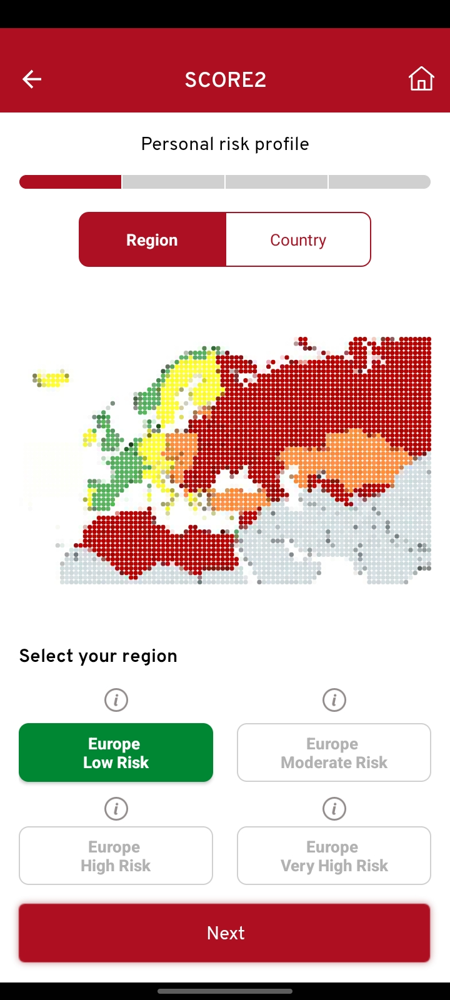 SCORE2
Personal risk profile
Region
Country
Select your region
i
i
Europe
Low Risk
Europe
Moderate Risk
i
i
Europe
High Risk
Europe
Very High Risk
Next